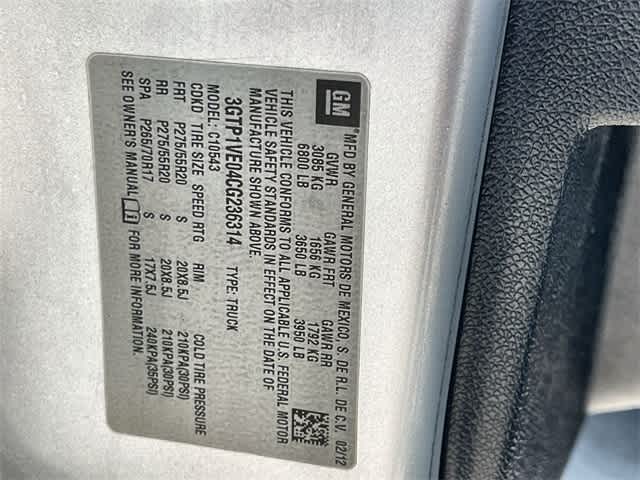 GM MFD BY GENERAL MOTORS DE MEXICO, S. DE R.L. DE C.V. 02/12
GVWR GAWR FRT GAWR RR
3085 KG 1656 KG 1792 KG
6800 LB 3650 LB 3950 LB
THIS VEHICLE CONFORMS TO ALL APPLICABLE U.S. FEDERAL MOTOR
VEHICLE SAFETY STANDARDS IN EFFECT ON THE DATE OF
MANUFACTURE SHOWN ABOVE.
3GTP1VE04CG236314 TYPE: TRUCK
MODEL: C10543
CDKD TIRE SIZE SPEED RTG RIM COLD TIRE PRESSURE
FRT P275/55R20 S 20X8.5J 210KPA(30PSI)
RR P275/55R20 S 20X8.5J 210KPA(30PSI)
SPA P265/70R17 S 17X7.5J 240KPA(35PSI)
SEE OWNER'S MANUAL FOR MORE INFORMATION.